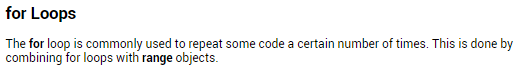 for Loops
The for loop is commonly used to repeat some code a certain number of times. This is done by
combining for loops with range objects.